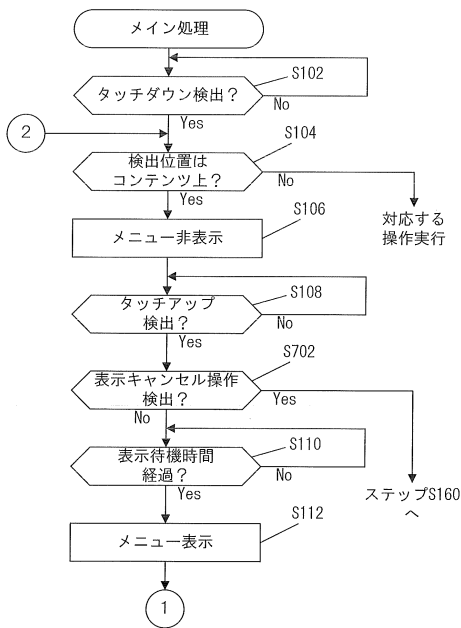 メイン処理
S102
タッチダウン検出？
No
Yes
2
S104
検出位置は
コンテンツ上？
No
Yes
対応する
操作実行
S106
メニュー非表示
S108
タッチアップ
検出？
No
Yes
S702
表示キャンセル操作
検出？
Yes
No
S110
表示待機時間
経過？
No
Yes
ステップS160
へ
S112
メニュー表示
1